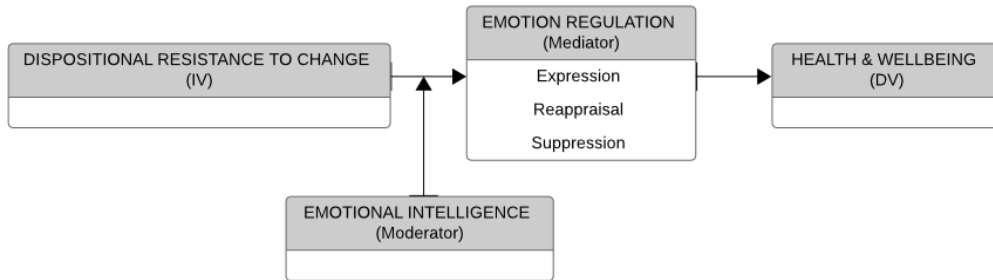 DISPOSITIONAL RESISTANCE TO CHANGE
(IV)
EMOTION REGULATION
(Mediator)
Expression
Reappraisal
Suppression
HEALTH & WELLBEING
(DV)
EMOTIONAL INTELLIGENCE
(Moderator)